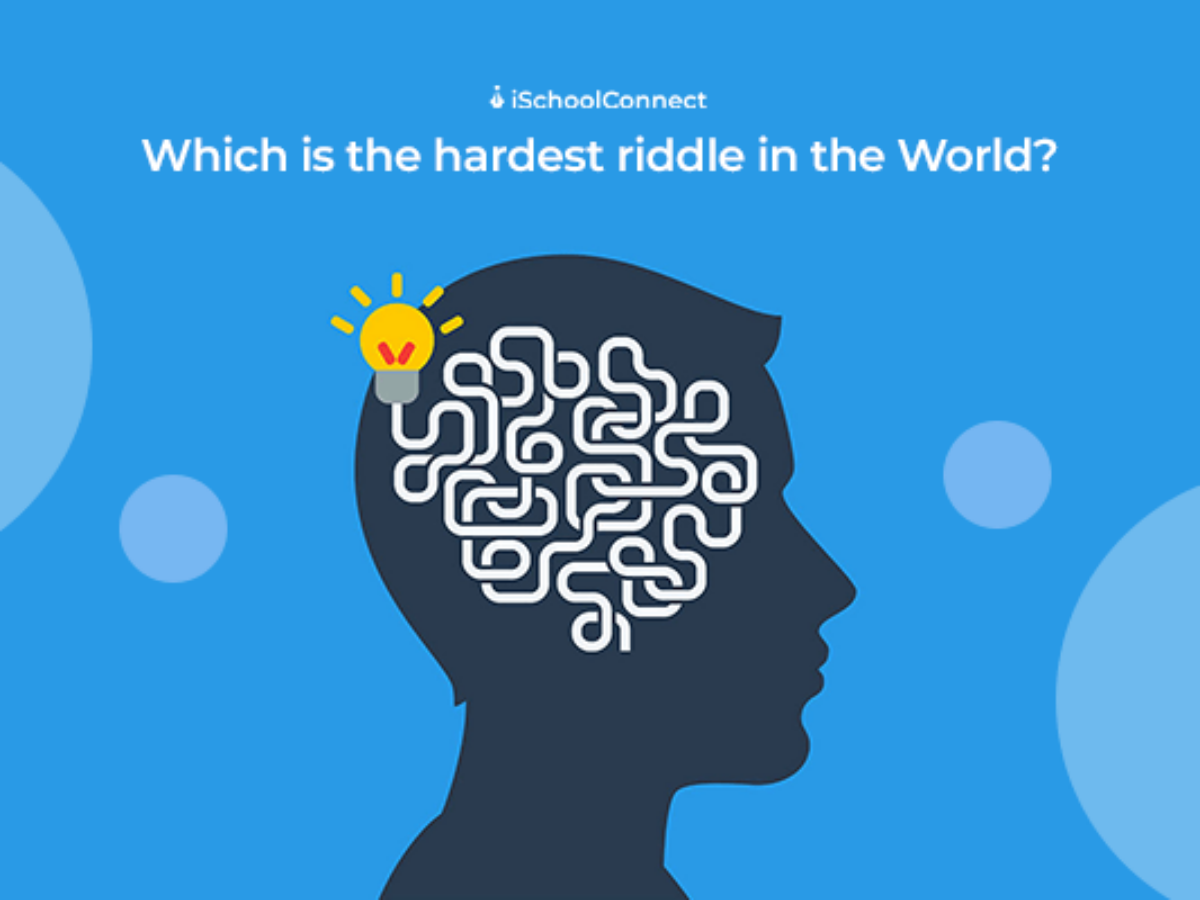 iSchoolConnect
Which is the hardest riddle in the World?